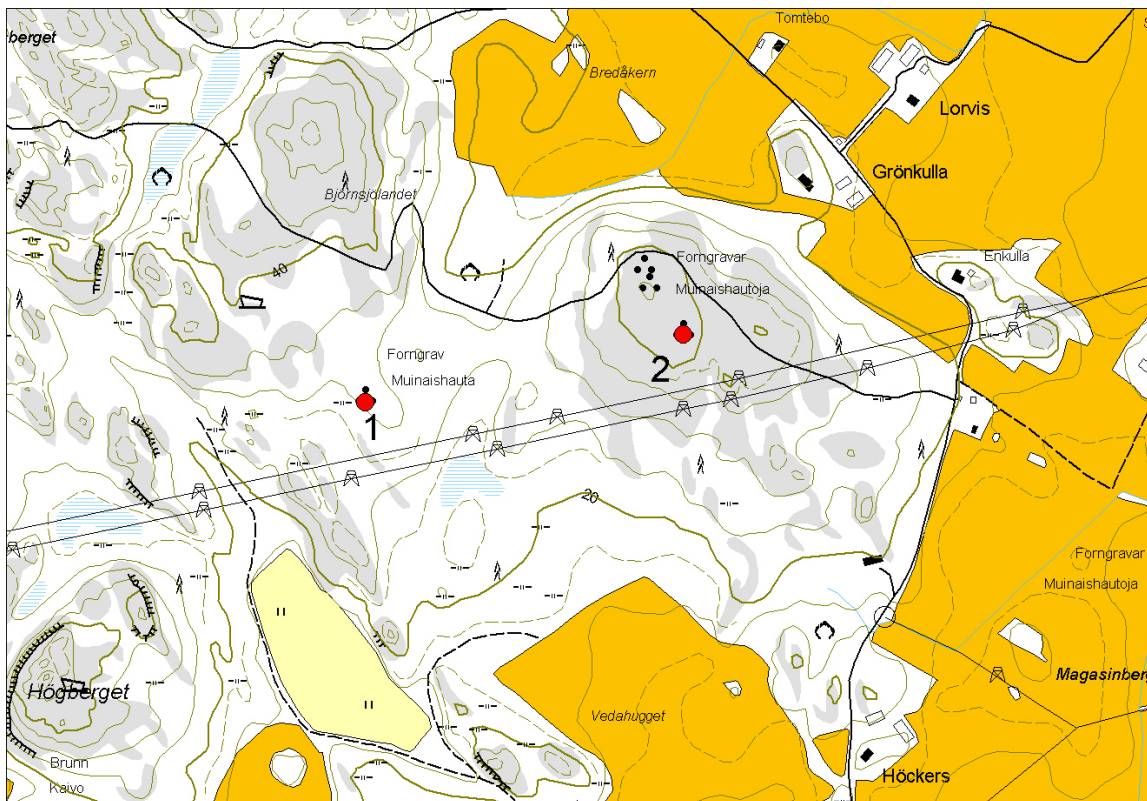 Tomtebo
berget
Bredåkern
Lorvis
Grönkulla
Björnsjölandet
Enkulla
Forngravar
Muinaishautoja
40
2
Forngrav
Muinaishauta
1
20
Forngravar
Muinaishautoja
Magasinberg
Högberget
Vedahugget
Brunn
Kaivo
Höckers